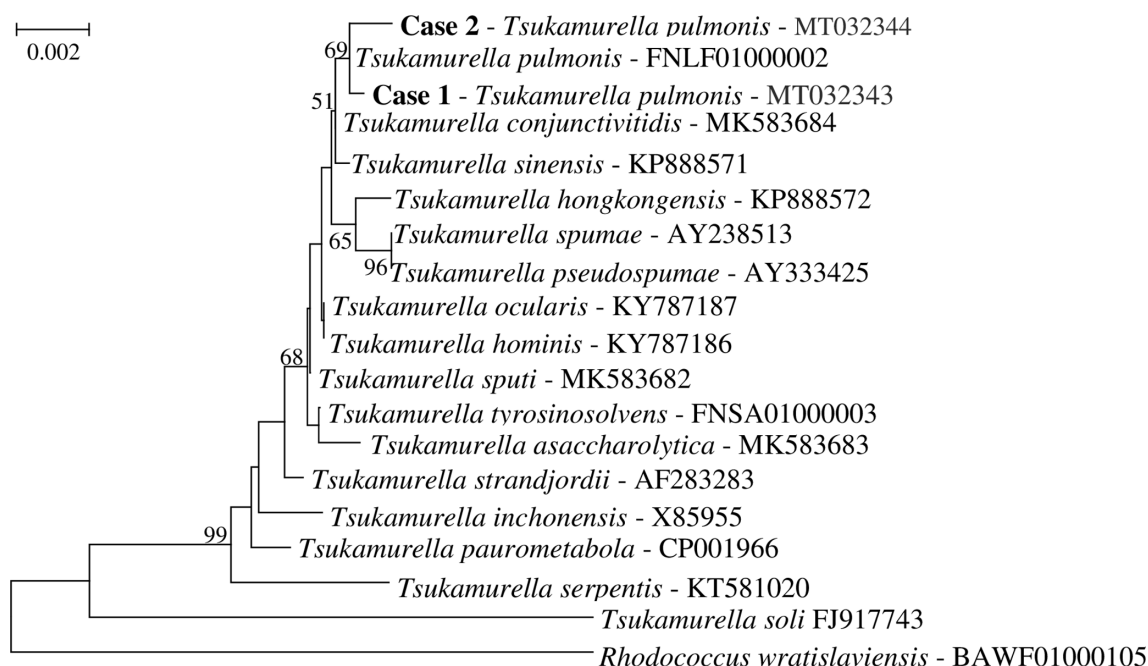 0.002
Case 2 - Tsukamurella pulmonis - MT032344
69
Tsukamurella pulmonis - FNLF01000002
Case 1 - Tsukamurella pulmonis - MT032343
51
Tsukamurella conjunctivitidis - MK583684
Tsukamurella sinensis - KP888571
Tsukamurella hongkongensis - KP888572
65
Tsukamurella spumae - AY238513
96
Tsukamurella pseudospumae - AY333425
Tsukamurella ocularis - KY787187
Tsukamurella hominis - KY787186
68
Tsukamurella sputi - MK583682
Tsukamurella tyrosinosolvens - FNSA01000003
Tsukamurella asaccharolytica - MK583683
Tsukamurella strandjordii - AF283283
Tsukamurella inchonensis - X85955
99
Tsukamurella paurometabola - CP001966
Tsukamurella serpentis - KT581020
Tsukamurella soli FJ917743
Rhodococcus wratislaviensis - BAWF01000105